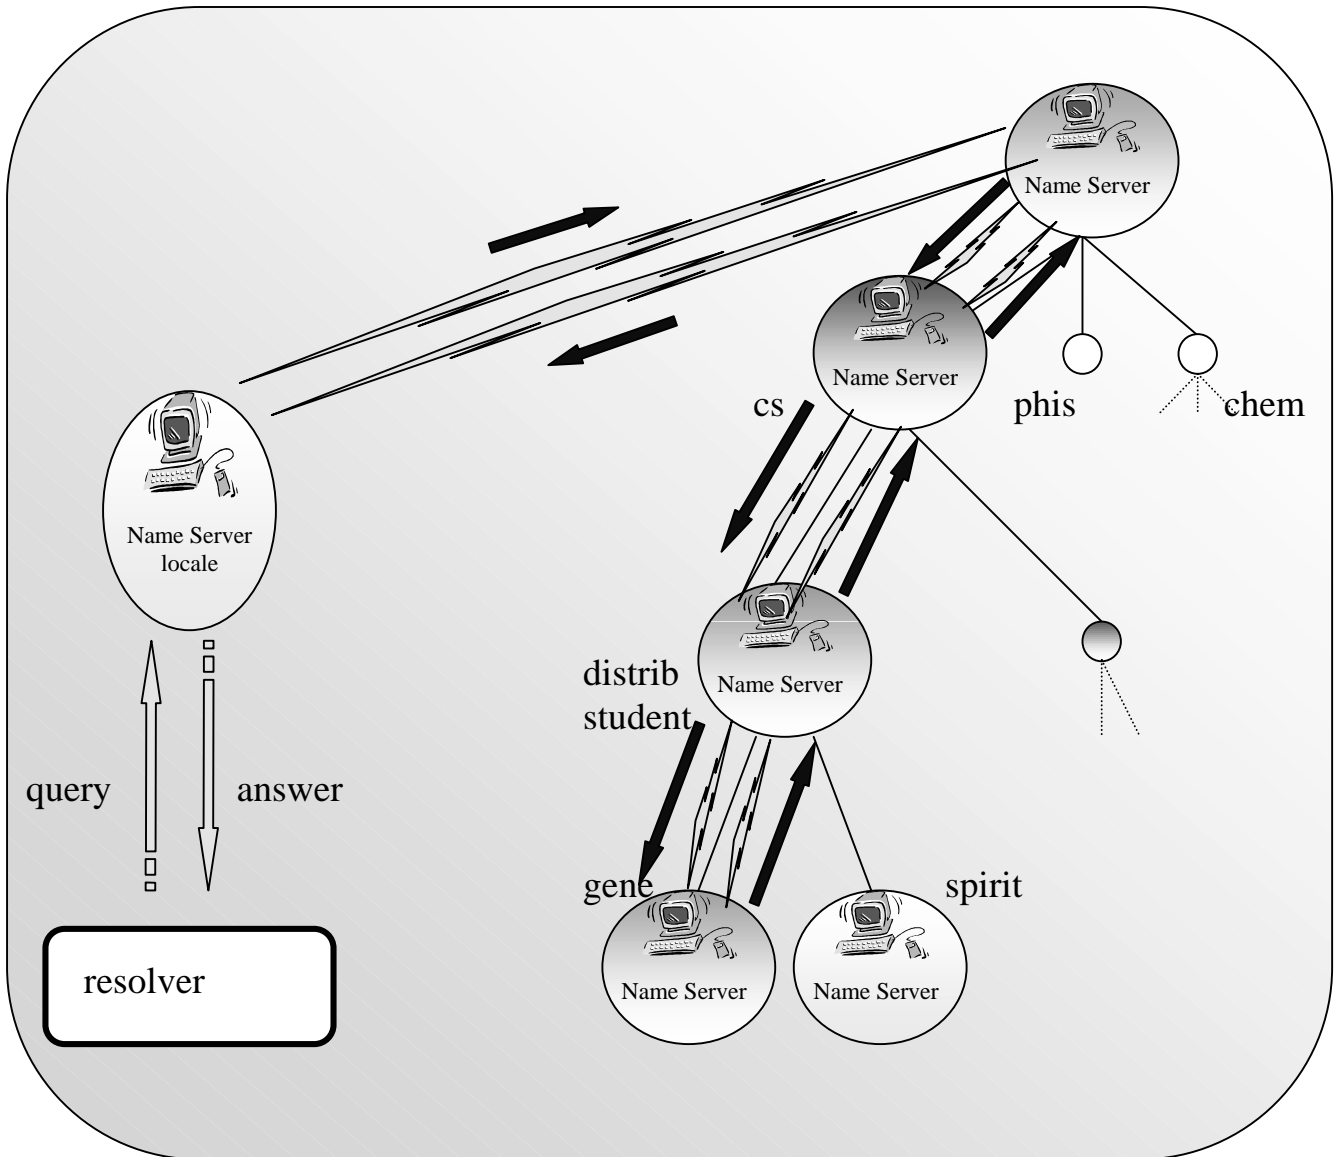 Name Server
Name Server
cs
phis
chem
Name Server
locale
distrib
student
Name Server
query
answer
gene
spirit
resolver
Name Server
Name Server